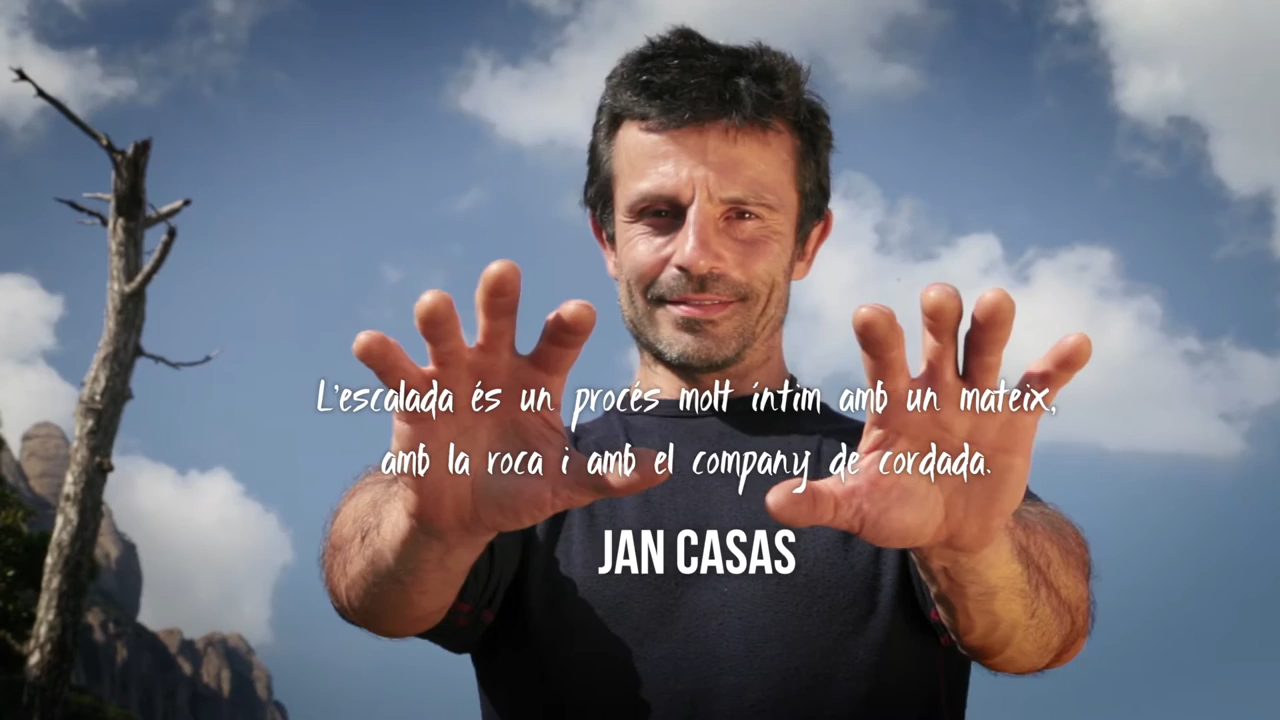 L'escalada és un procés molt íntim amb un mateix,
amb la roca i amb el company de cordada.
JAN CASAS